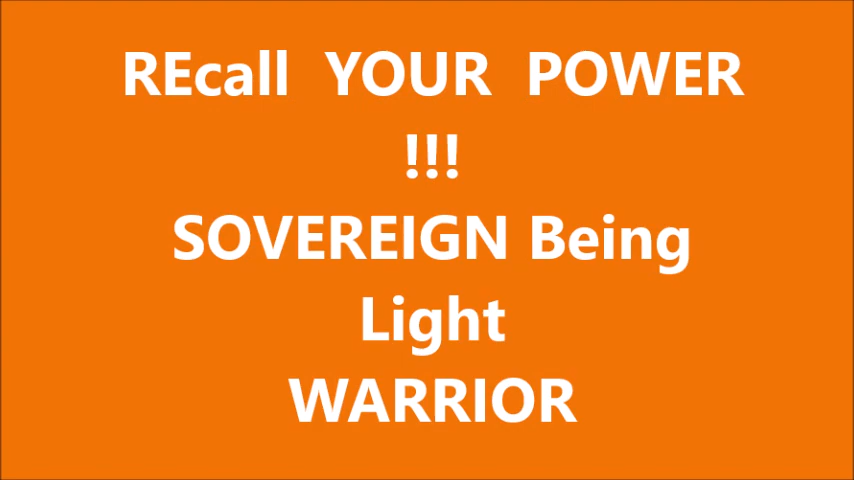 REcall  YOUR  POWER
!!!
SOVEREIGN Being
Light
WARRIOR